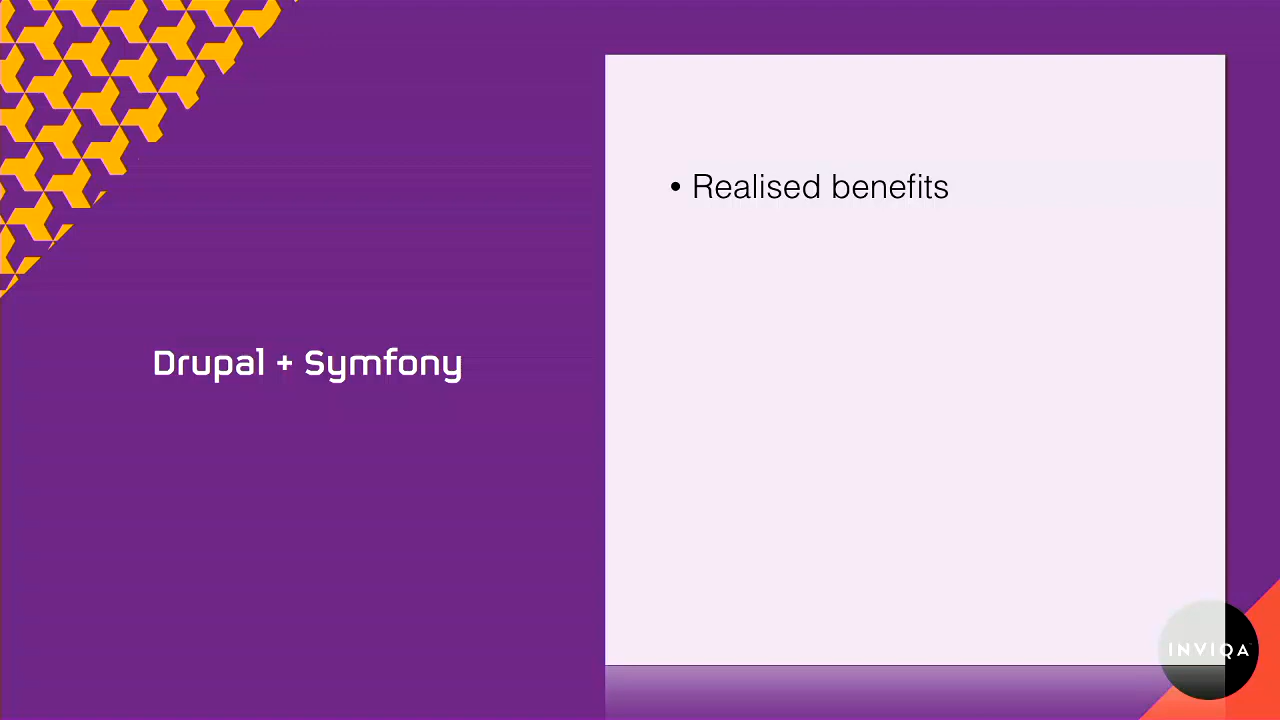 Drupal + Symfony
• Realised benefits
INVIQA